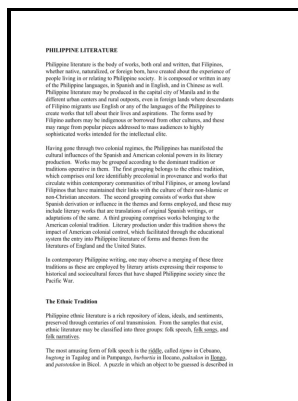 PHILIPPINE LITERATURE
Philippine literature is the body of works, both oral and written, that Filipinos,
whether native, naturalized, or foreign born, have created about the experience of
people living in or relating to Philippine society. It is composed or written in any
of the Philippine languages, in Spanish and in English, and in Chinese as well.
Philippine literature may be produced in the capital city of Manila and in the
different urban centers and rural outposts, even in foreign lands where descendants
of Filipino migrants use English or any of the languages of the Philippines to
create works that tell about their lives and aspirations. The forms used by
Filipino authors may be indigenous or borrowed from other cultures, and these
may range from popular pieces addressed to mass audiences to highly
sophisticated works intended for the intellectual elite.
Having gone through two colonial regimes, the Philippines has manifested the
cultural influences of the Spanish and American colonial powers in its literary
production. Works may be grouped according to the dominant tradition or
traditions operative in them. The first grouping belongs to the ethnic tradition,
which comprises oral lore identifiably precolonial in provenance and works that
circulate within contemporary communities of tribal Filipinos, or among lowland
Filipinos that have maintained their links with the culture of their non-Islamic or
non-Christian ancestors. The second grouping consists of works that show
Spanish derivation or influence in the themes and forms employed, and these may
include literary works that are translations of original Spanish writings, or
adaptations of the same. A third grouping comprises works belonging to the
American colonial tradition. Literary production under this tradition shows the
impact of American colonial control, which facilitated through the educational
system the entry into Philippine literature of forms and themes from the
literatures of England and the United States.
In contemporary Philippine writing, one may observe a merging of these three
traditions as these are employed by literary artists expressing their response to
historical and sociocultural forces that have shaped Philippine society since the
Pacific War.
The Ethnic Tradition
Philippine ethnic literature is a rich repository of ideas, ideals, and sentiments,
preserved through centuries of oral transmission. From the samples that exist,
ethnic literature may be classified into three groups: folk speech, folk songs, and
folk narratives.
The most amusing form of folk speech is the riddle, called tigmo in Cebuano,
bugtong in Tagalog and in Pampango, burburtia in Ilocano, paktakon in Ilongo,
and patototdon in Bicol. A puzzle in which an object to be guessed is described in